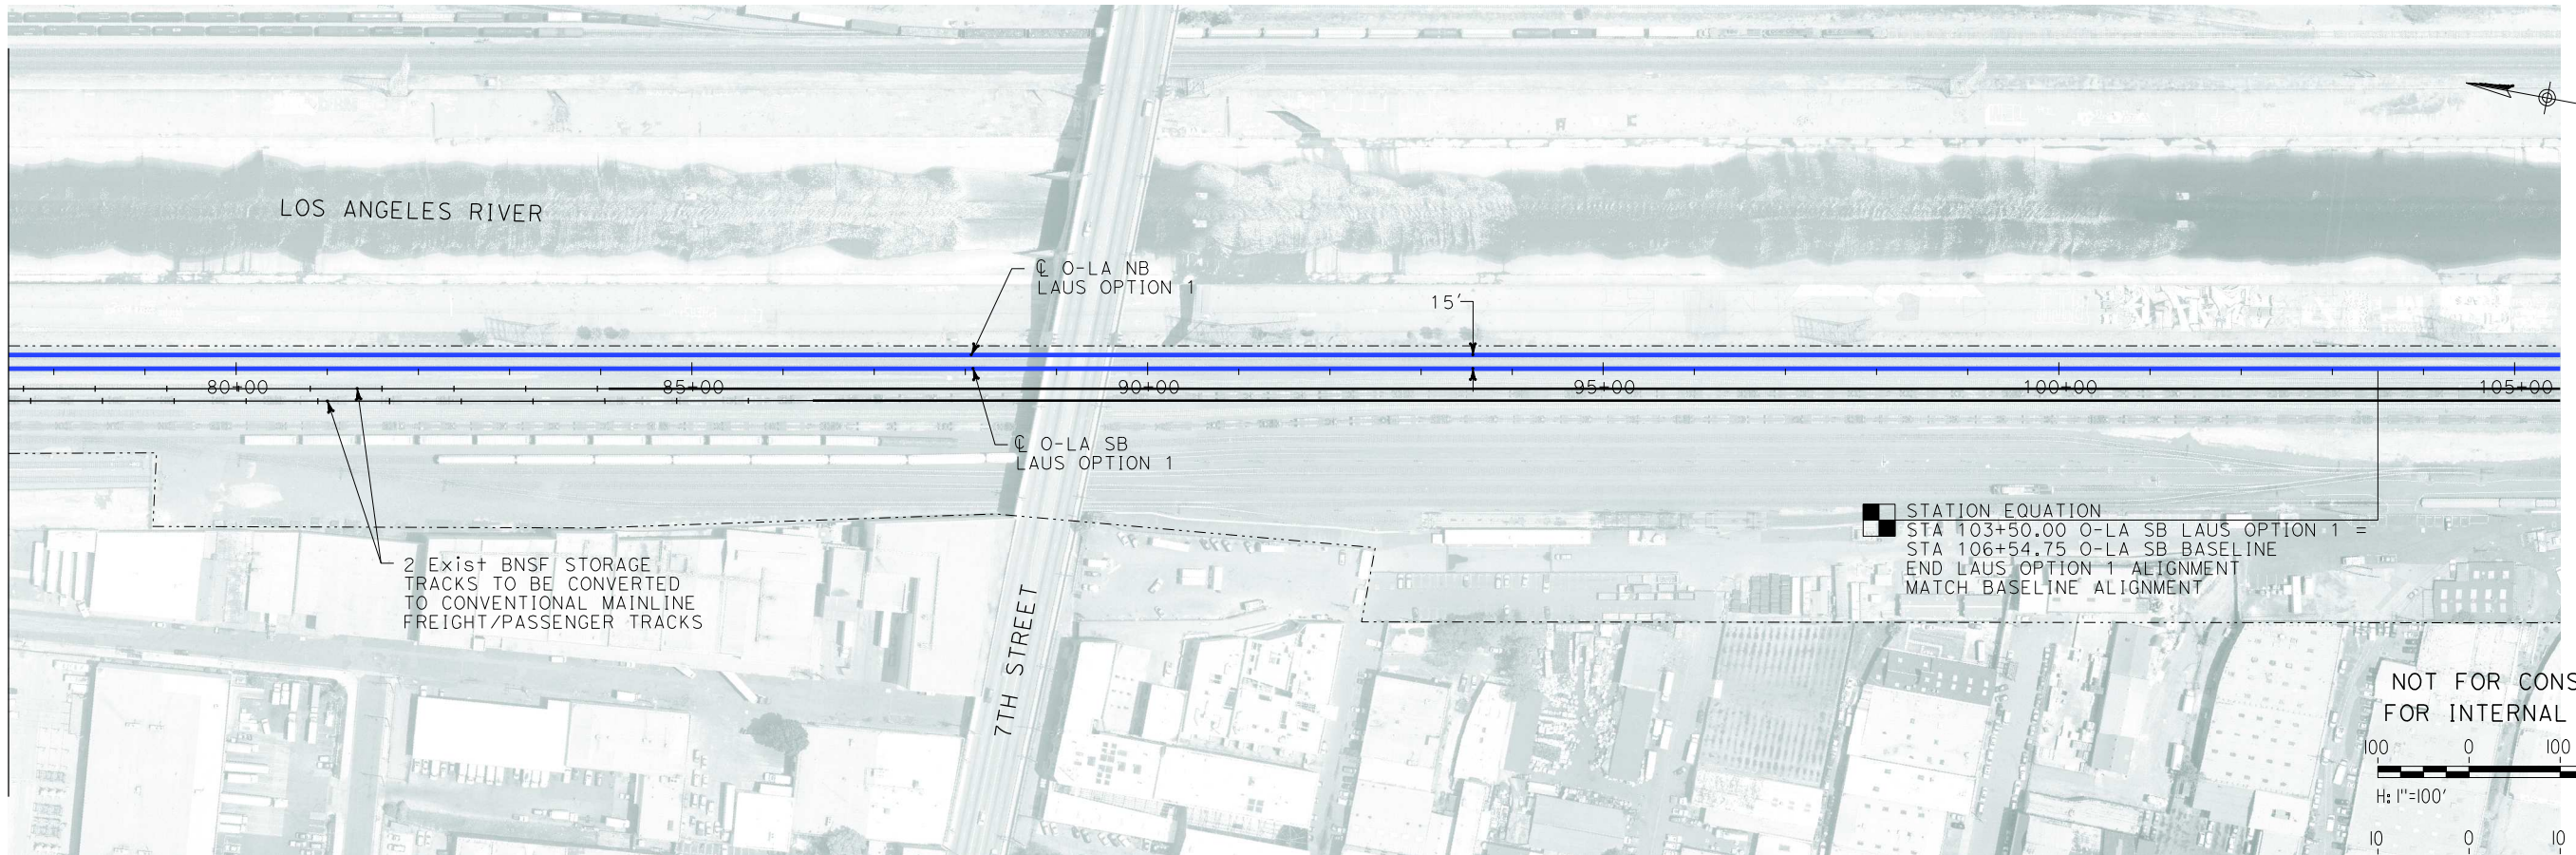 LOS ANGELES RIVER
℄ O-LA NB
LAUS OPTION 1
15'
80+00
85+00
90+00
95+00
100+00
105+00
℄ O-LA SB
LAUS OPTION 1
STATION EQUATION
STA 103+50.00 O-LA SB LAUS OPTION 1 =
STA 106+54.75 O-LA SB BASELINE
END LAUS OPTION 1 ALIGNMENT
MATCH BASELINE ALIGNMENT
2 Exist BNSF STORAGE
TRACKS TO BE CONVERTED
TO CONVENTIONAL MAINLINE
FREIGHT/PASSENGER TRACKS
7TH STREET
NOT FOR CONS
FOR INTERNAL
100 0 100
H: 1"=100'
10 0 10